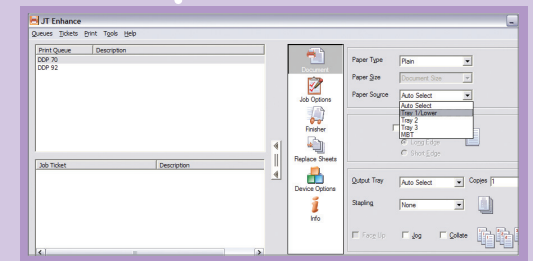 JT Enhance
Queues Tickets Print Tools Help
Print Queue Description
DDP 70
DDP 92
Job Ticket Description
Document
Job Options
Finisher
Replace Sheets
Device Options
Info
Paper Type Plain
Paper Size Document Size
Paper Source Auto Select
Auto Select
Tray 1/Lower
Tray 2
Tray 3
MBT
Long Edge
Short Edge
Output Tray Auto Select Copies 1
Stapling None
Face Up Jog Collate